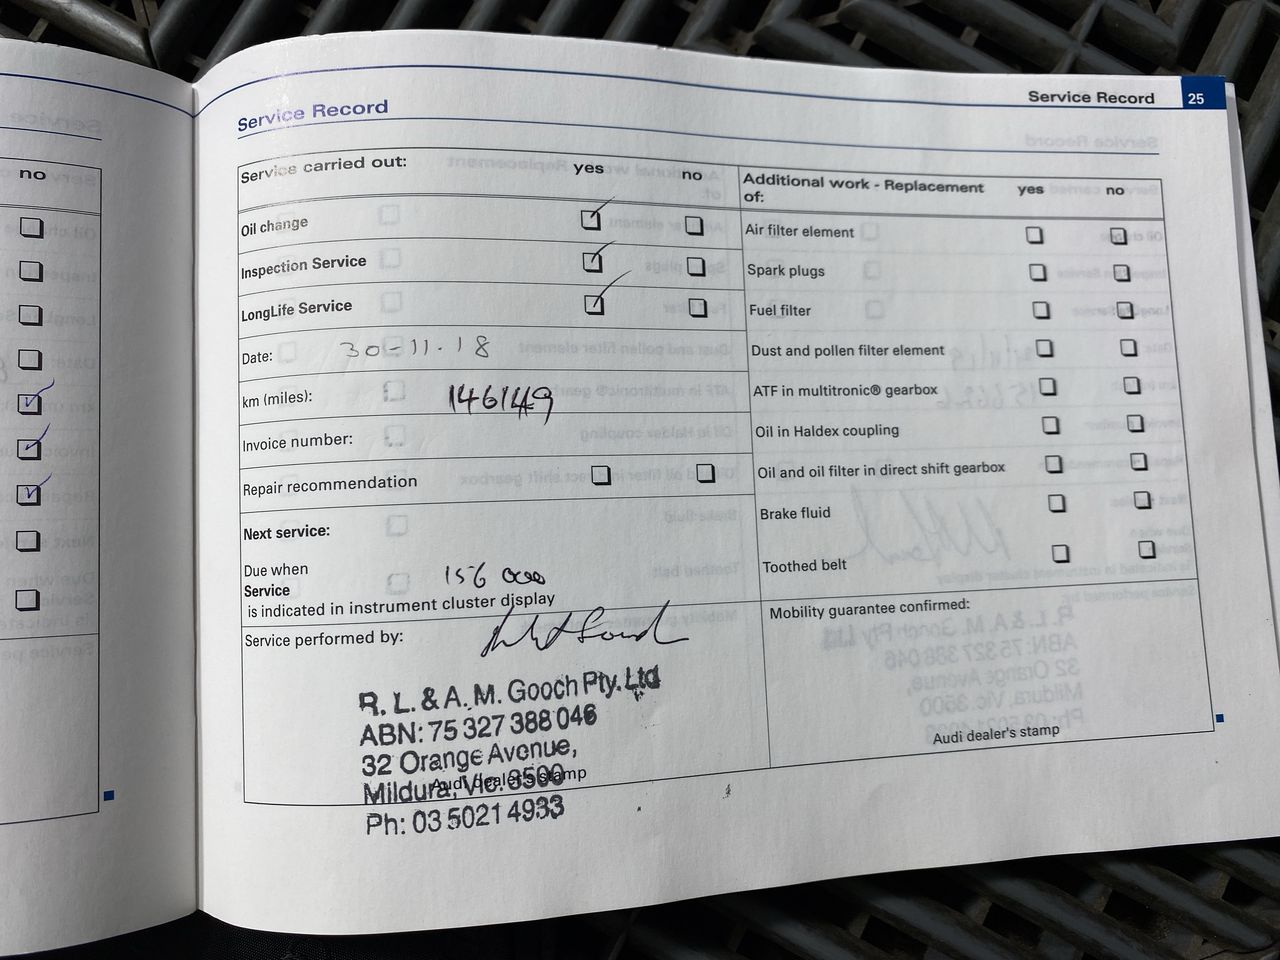 no
Service Record 25
Service Record
Service carried out: yes no
Oil change
Inspection Service
LongLife Service
Date: 30-11-18
km (miles): 146149
Invoice number:
Repair recommendation
Next service:
Due when
Service 156 000
is indicated in instrument cluster display
Service performed by:
R. L. & A. M. Gooch Pty. Ltd
ABN: 75 327 388 046
32 Orange Avenue,
Mildura, Vic. 3500
Audi dealer's stamp
Ph: 03 5021 4933
Additional work - Replacement of: yes no
Air filter element
Spark plugs
Fuel filter
Dust and pollen filter element
ATF in multitronic® gearbox
Oil in Haldex coupling
Oil and oil filter in direct shift gearbox
Brake fluid
Toothed belt
Mobility guarantee confirmed:
Audi dealer's stamp